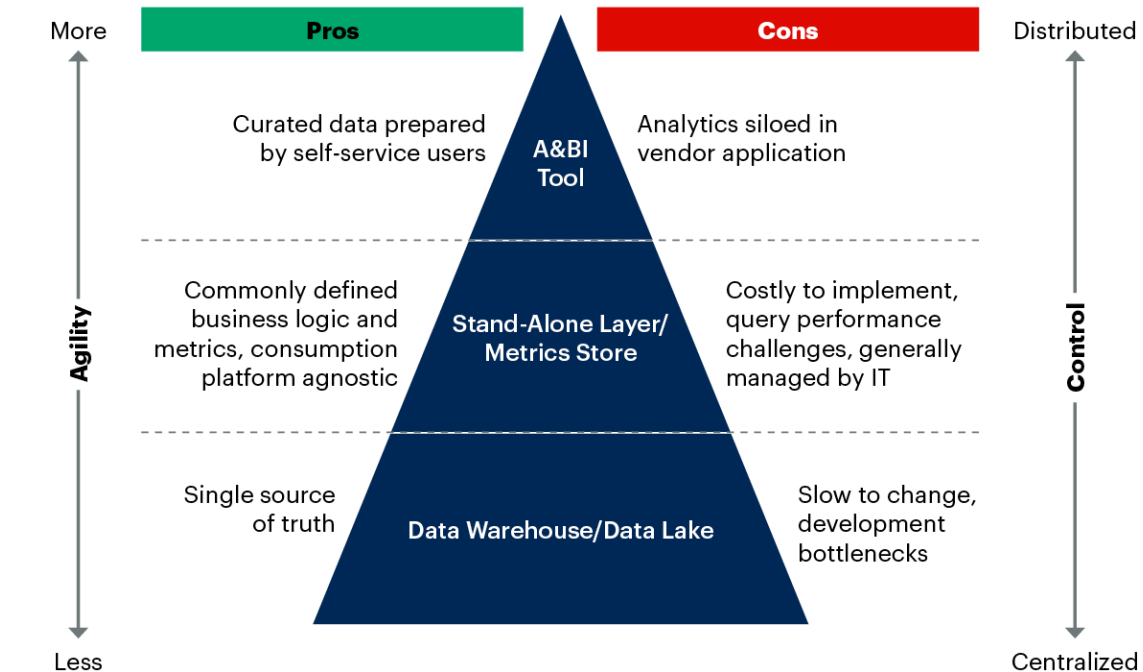 More
Pros
Cons
Distributed
Curated data prepared
by self-service users
A&BI
Tool
Analytics siloed in
vendor application
Agility
Commonly defined
business logic and
metrics, consumption
platform agnostic
Stand-Alone Layer/
Metrics Store
Costly to implement,
query performance
challenges, generally
managed by IT
Control
Single source
of truth
Data Warehouse/Data Lake
Slow to change,
development
bottlenecks
Less
Centralized